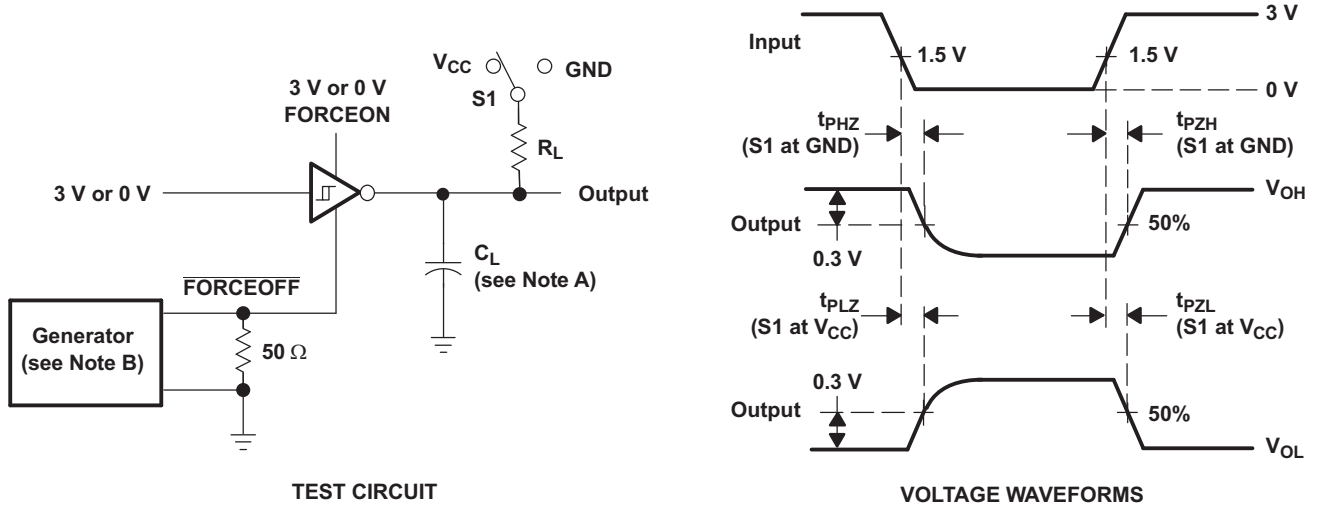 V_CC
GND
S1
3 V or 0 V
FORCEON
R_L
3 V or 0 V
Output
C_L
(see Note A)
FORCEOFF
Generator
(see Note B)
50 Ω
TEST CIRCUIT
3 V
Input
1.5 V
1.5 V
0 V
t_PHZ
(S1 at GND)
t_PZH
(S1 at GND)
V_OH
Output
50%
0.3 V
t_PLZ
(S1 at V_CC)
t_PZL
(S1 at V_CC)
0.3 V
Output
50%
V_OL
VOLTAGE WAVEFORMS